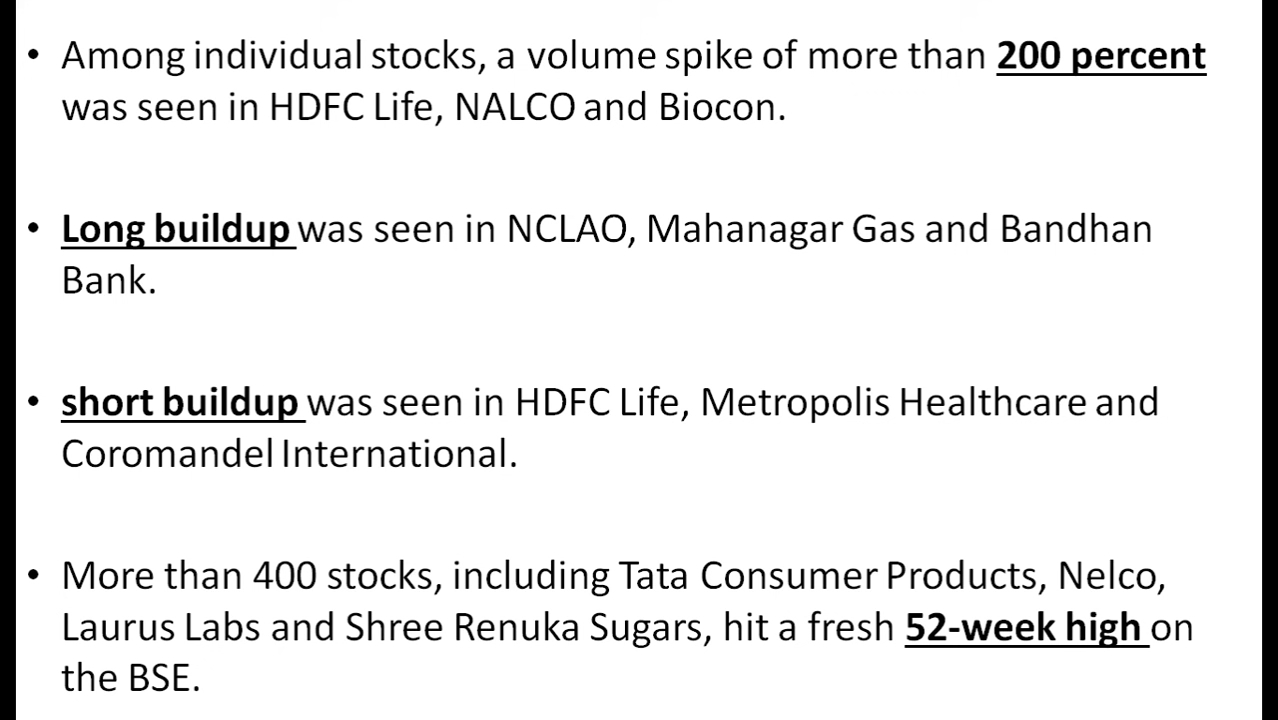 • Among individual stocks, a volume spike of more than 200 percent
was seen in HDFC Life, NALCO and Biocon.
• Long buildup was seen in NCLAO, Mahanagar Gas and Bandhan
Bank.
• short buildup was seen in HDFC Life, Metropolis Healthcare and
Coromandel International.
• More than 400 stocks, including Tata Consumer Products, Nelco,
Laurus Labs and Shree Renuka Sugars, hit a fresh 52-week high on
the BSE.